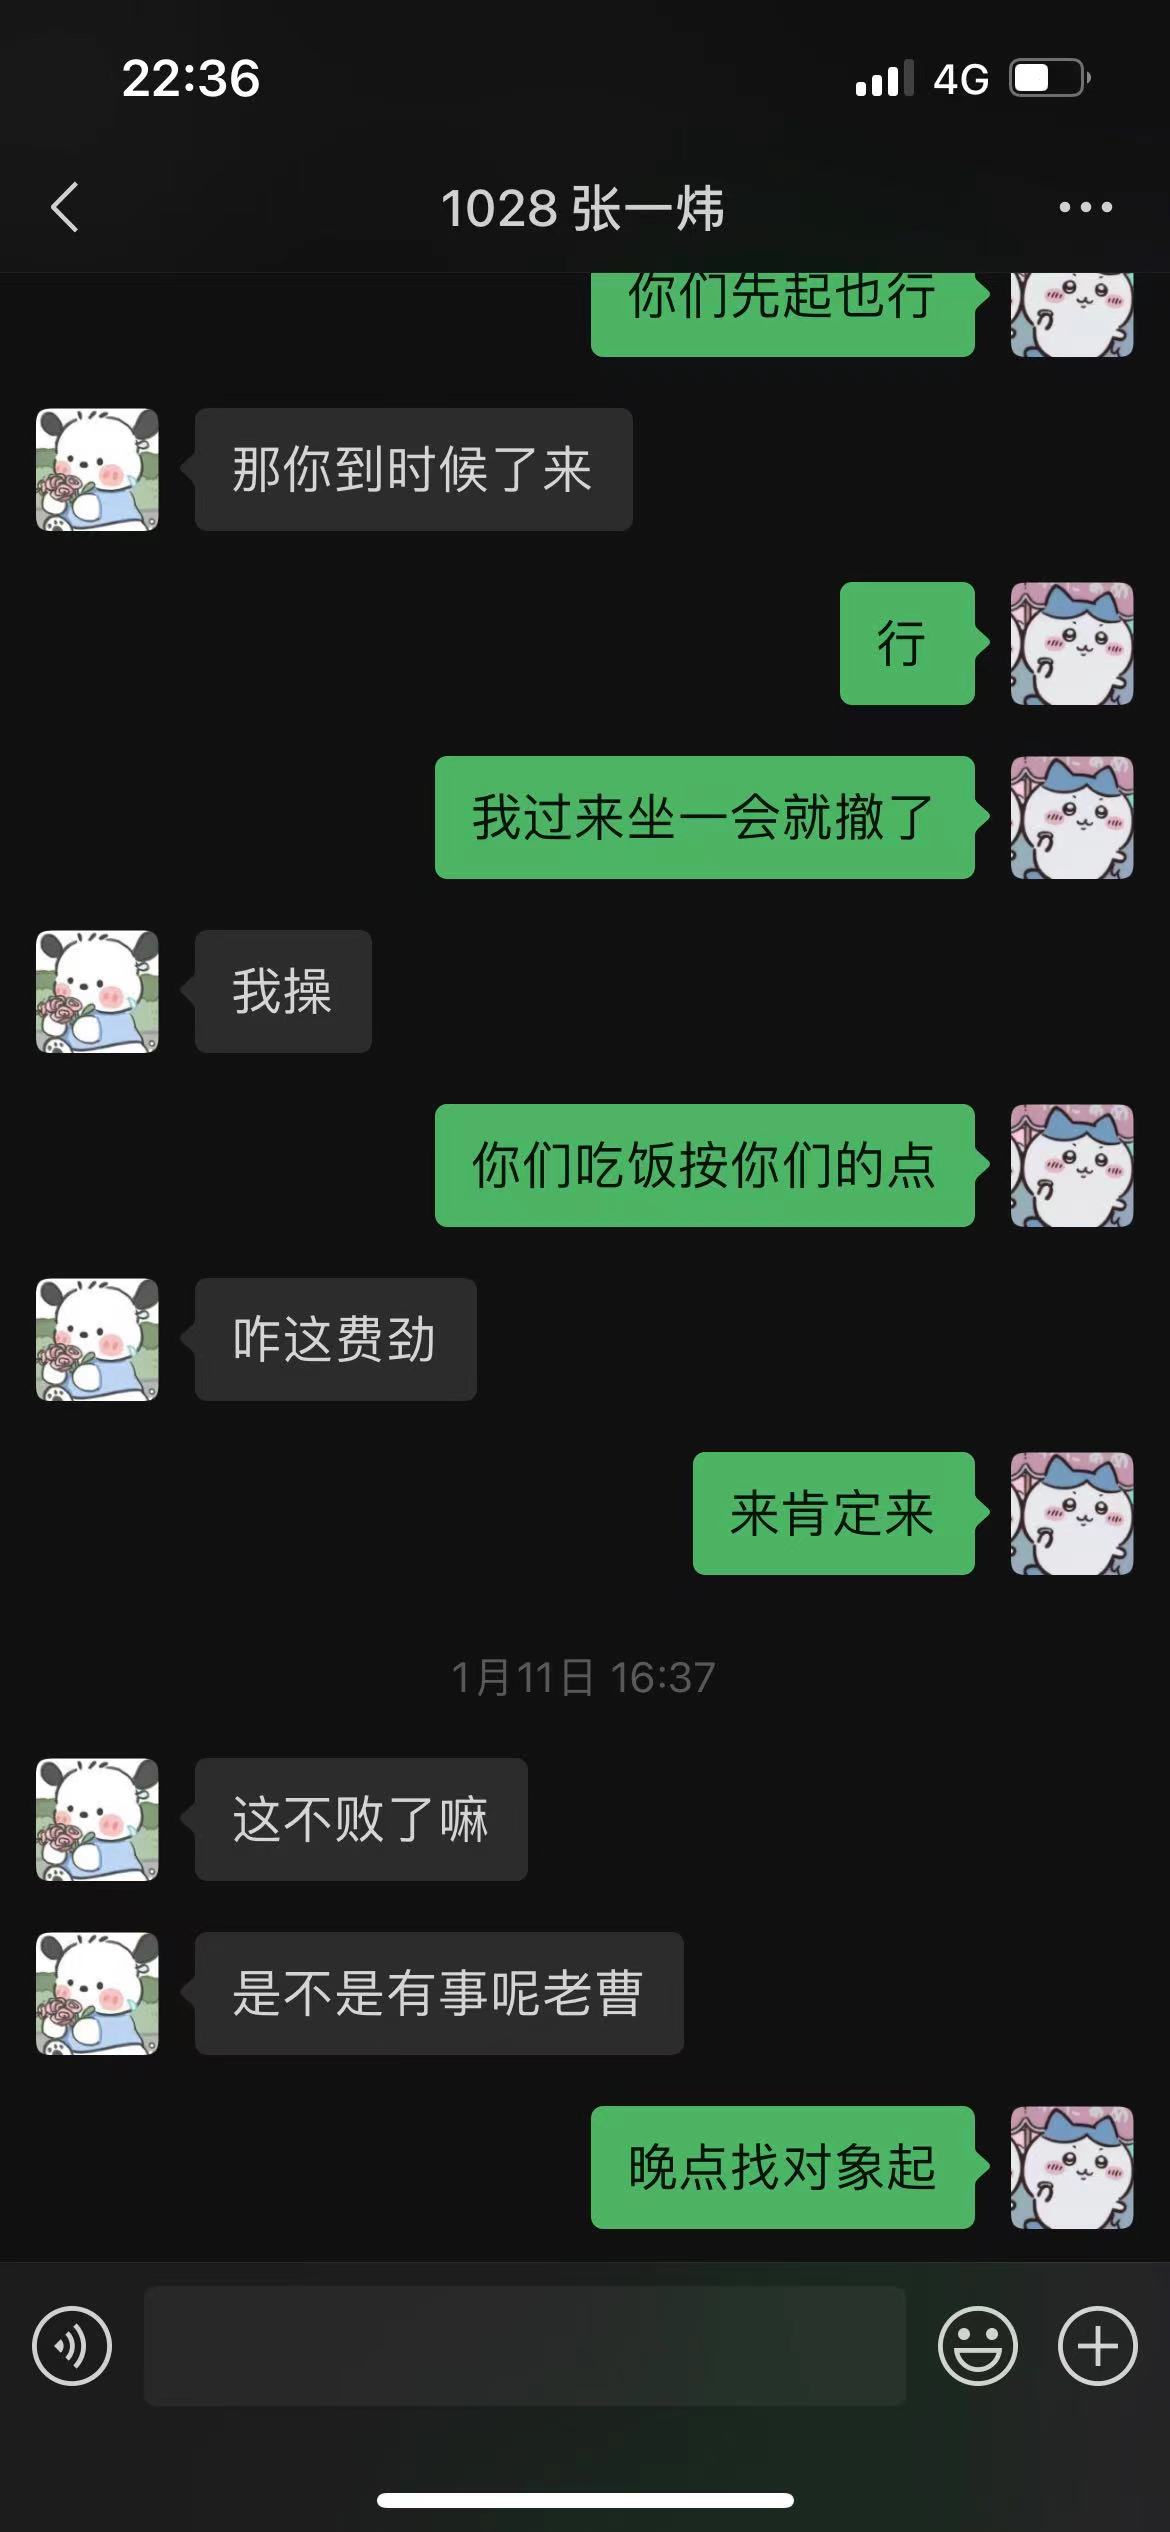 22:36
4G
1028 张一炜
你们先起也行
那你到时候了来
行
我过来坐一会就撤了
我操
你们吃饭按你们的点
咋这费劲
来肯定来
1月11日 16:37
这不败了嘛
是不是有事呢老曹
晚点找对象起